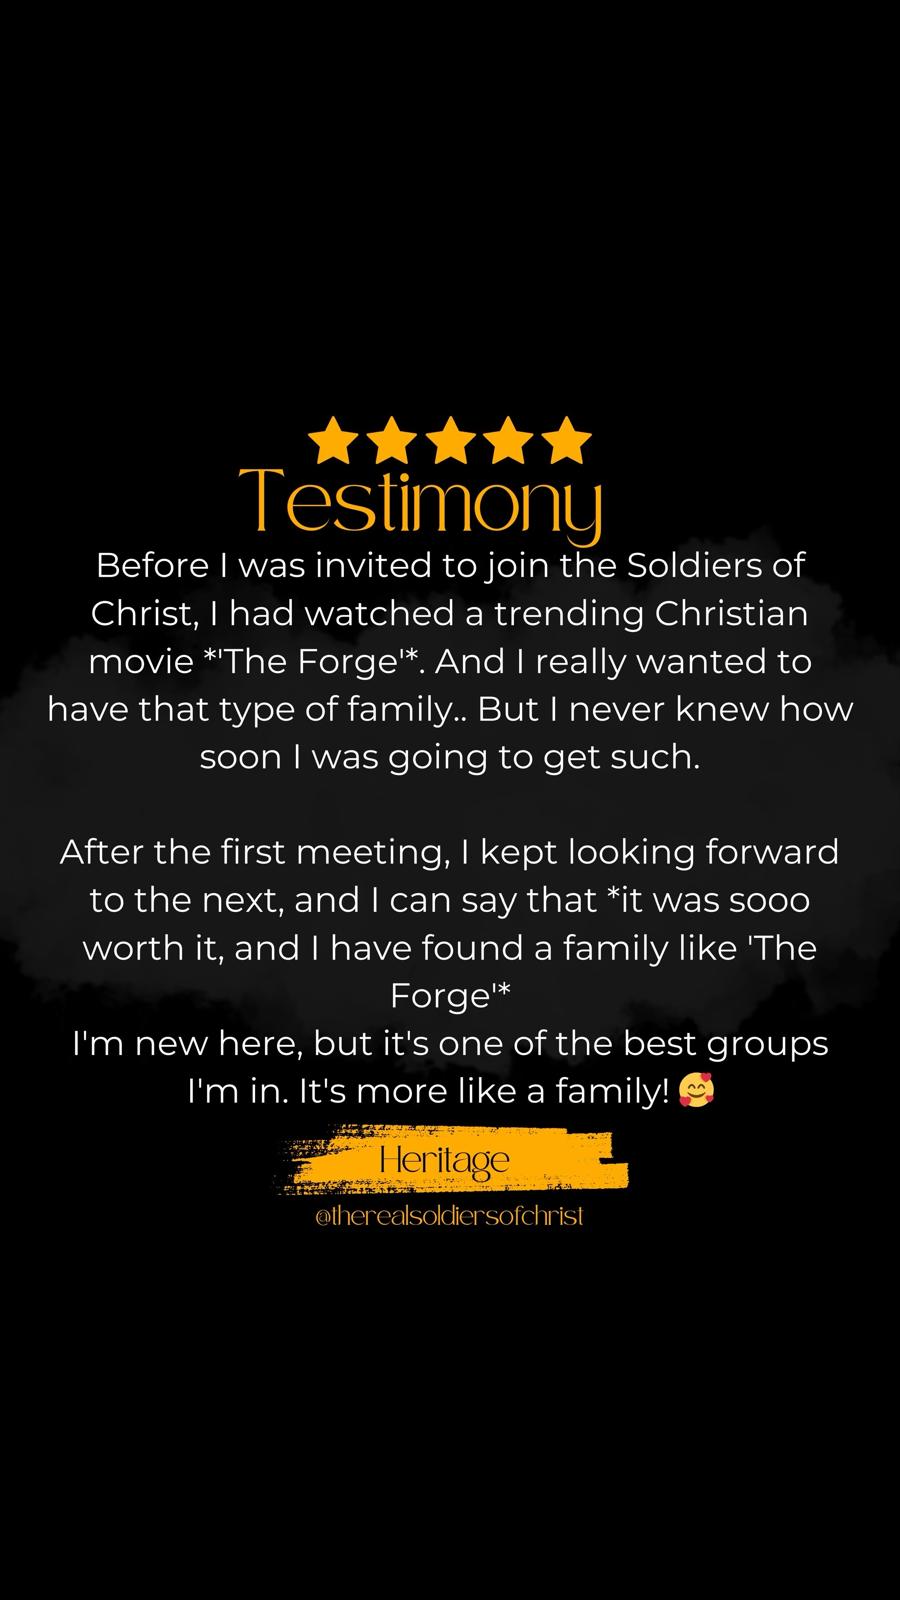 Testimony
Before I was invited to join the Soldiers of
Christ, I had watched a trending Christian
movie *'The Forge'*. And I really wanted to
have that type of family.. But I never knew how
soon I was going to get such.
After the first meeting, I kept looking forward
to the next, and I can say that *it was sooo
worth it, and I have found a family like 'The
Forge'*
I'm new here, but it's one of the best groups
I'm in. It's more like a family! 🥰
Heritage
@therealsoldiersofchrist